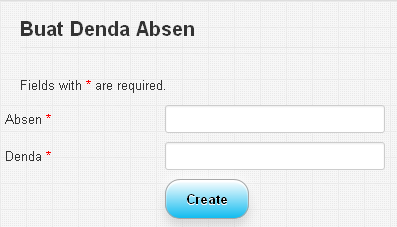 Buat Denda Absen
Fields with * are required.
Absen *
Denda *
Create